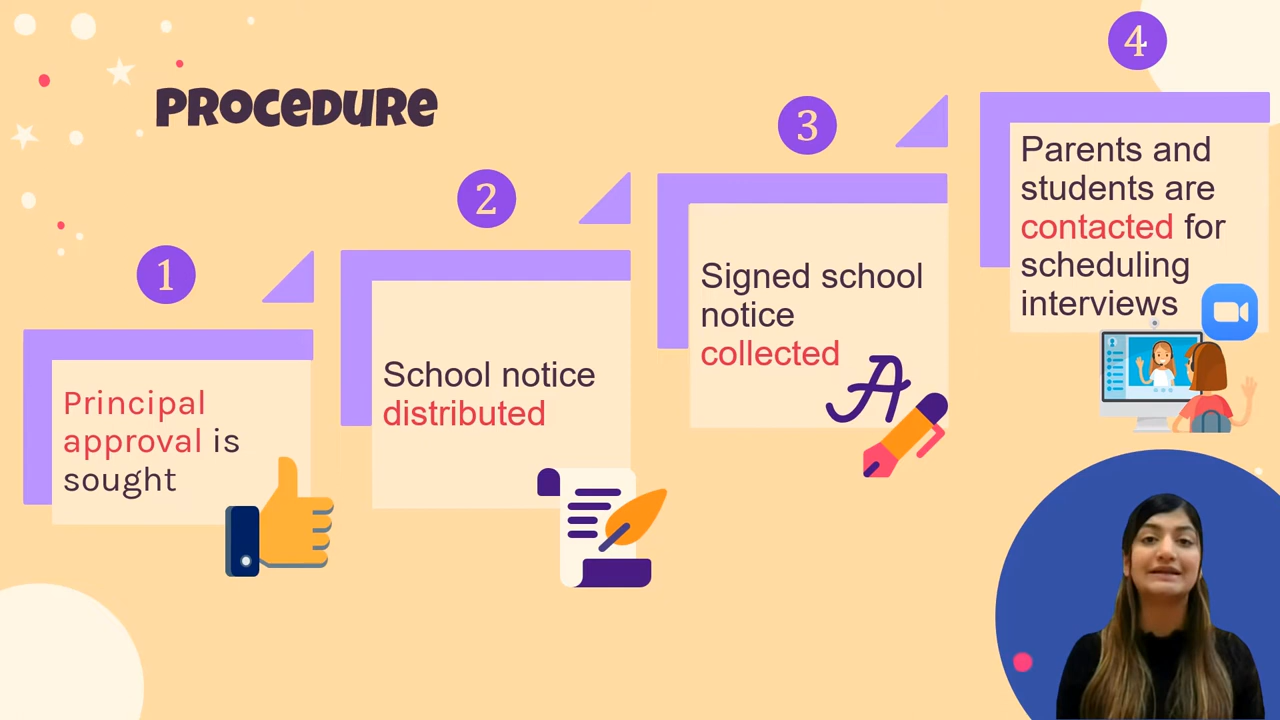 PROCEDURE
1
Principal
approval is
sought
2
School notice
distributed
3
Signed school
notice
collected
A
4
Parents and
students are
contacted for
scheduling
interviews